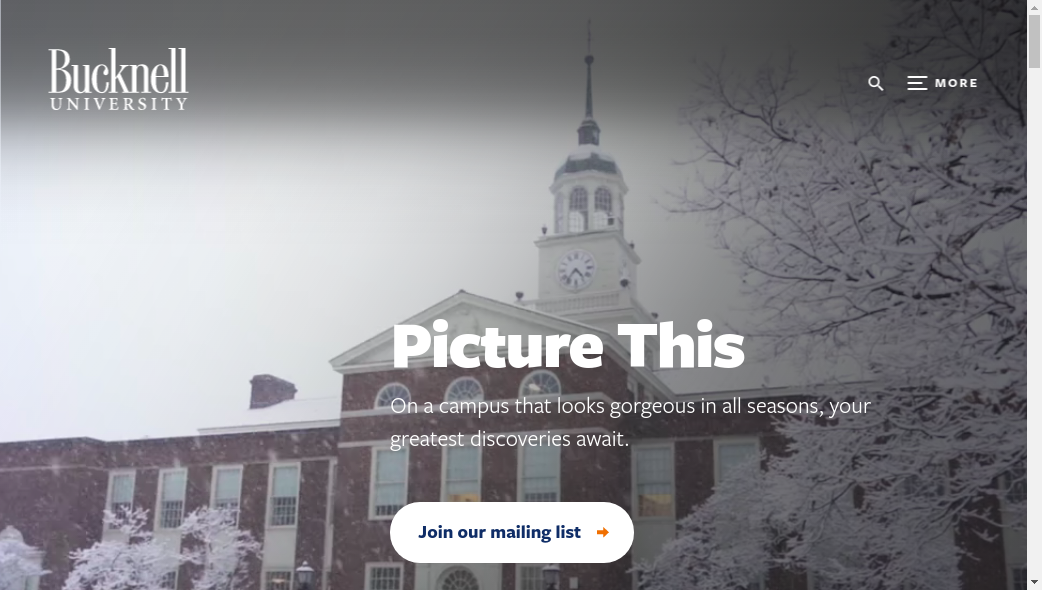 Bucknell
UNIVERSITY
MORE
Picture This
On a campus that looks gorgeous in all seasons, your
greatest discoveries await.
Join our mailing list